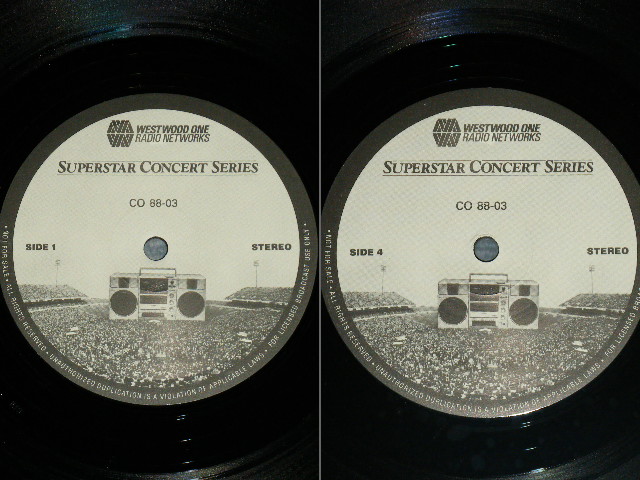 WESTWOOD ONE
RADIO NETWORKS
SUPERSTAR CONCERT SERIES
CO 88-03
SIDE 1
STEREO
• NOT FOR SALE • ALL RIGHTS RESERVED • UNAUTHORIZED DUPLICATION IS A VIOLATION OF APPLICABLE LAWS • FOR LICENSED BROADCAST USE ONLY •
WESTWOOD ONE
RADIO NETWORKS
SUPERSTAR CONCERT SERIES
CO 88-03
SIDE 4
STEREO
• NOT FOR SALE • ALL RIGHTS RESERVED • UNAUTHORIZED DUPLICATION IS A VIOLATION OF APPLICABLE LAWS • FOR LICENSED